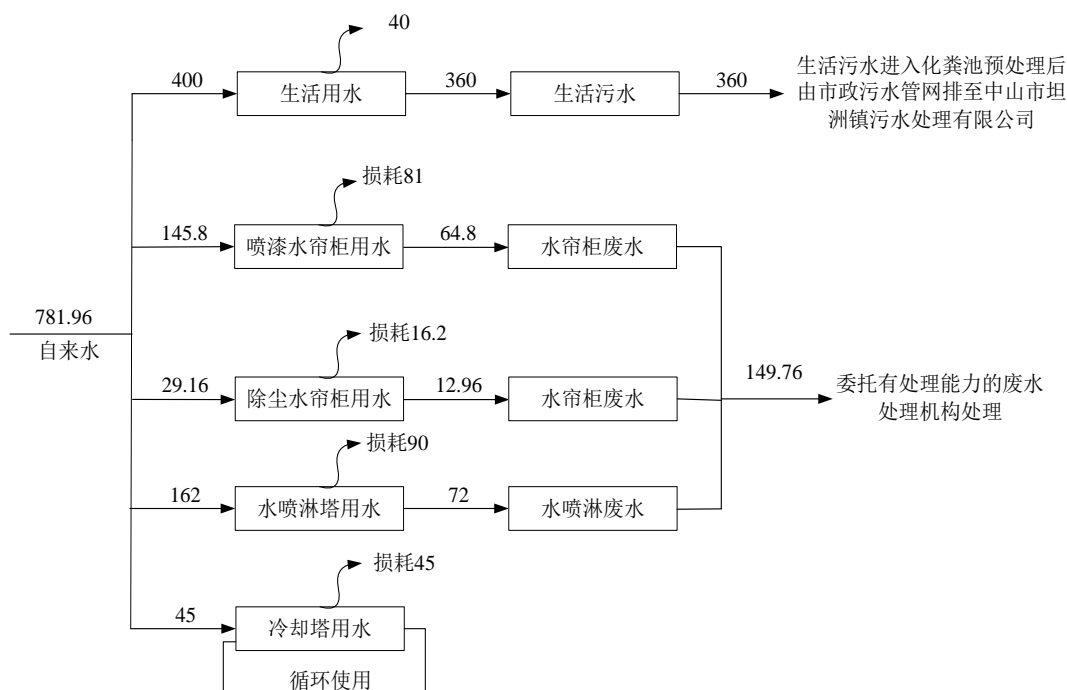 40
400
生活用水
360
生活污水
360
生活污水进入化粪池预处理后
由市政污水管网排至中山市坦
洲镇污水处理有限公司
损耗81
145.8
喷漆水帘柜用水
64.8
水帘柜废水
781.96
自来水
损耗16.2
29.16
除尘水帘柜用水
12.96
水帘柜废水
149.76
委托有处理能力的废水
处理机构处理
损耗90
162
水喷淋塔用水
72
水喷淋废水
损耗45
45
冷却塔用水
循环使用